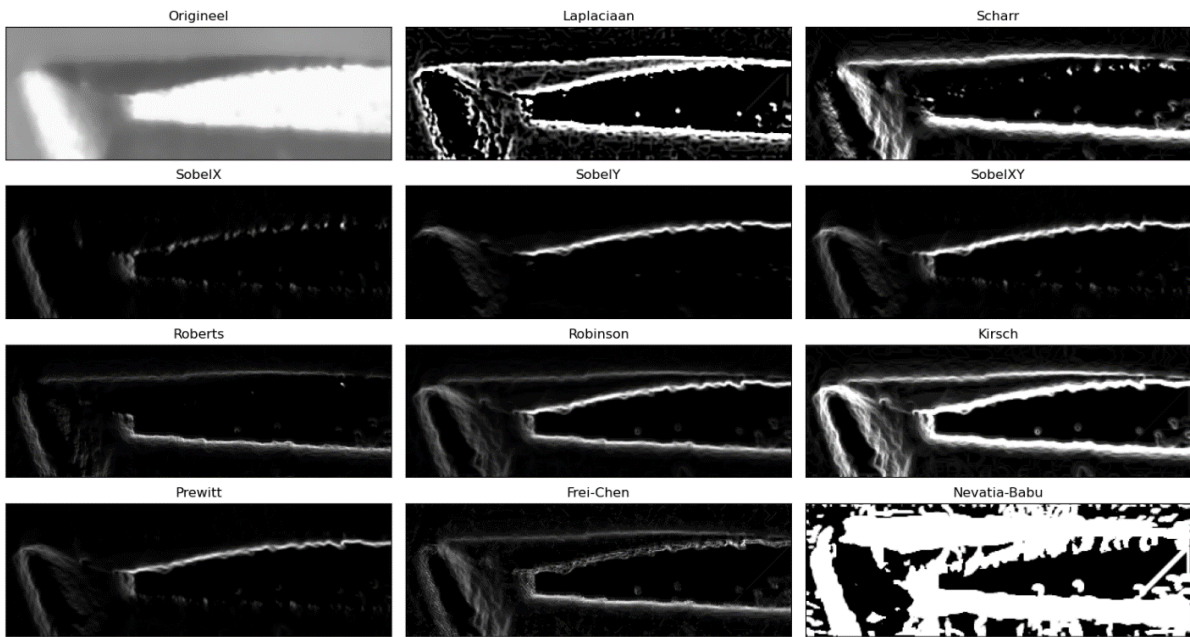 Origineel
Laplaciaan
Scharr
SobelX
SobelY
SobelXY
Roberts
Robinson
Kirsch
Prewitt
Frei-Chen
Nevatia-Babu